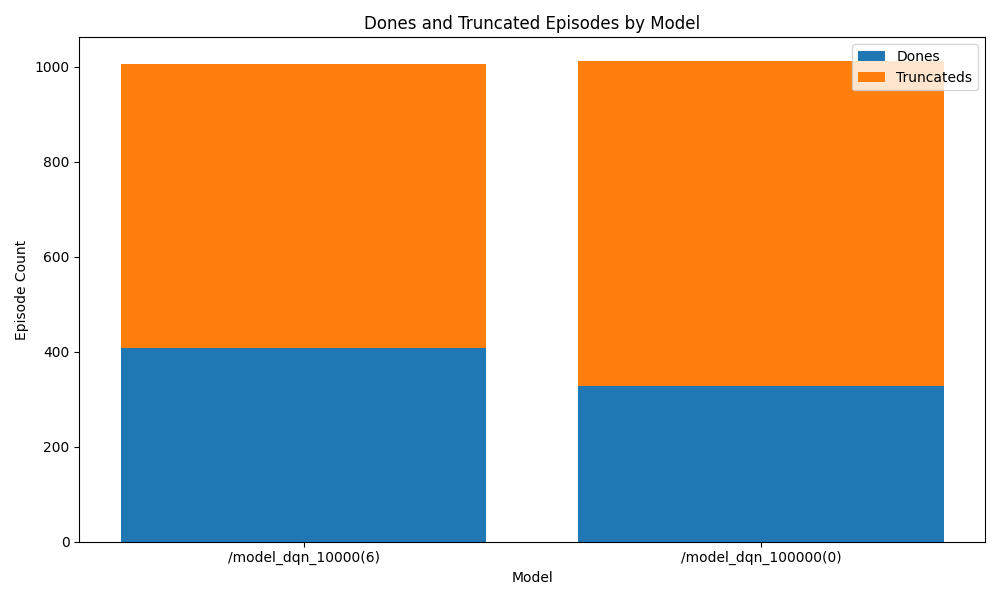 Dones and Truncated Episodes by Model
Dones
Truncateds
Episode Count
1000
800
600
400
200
0
/model_dqn_10000(6)
/model_dqn_100000(0)
Model